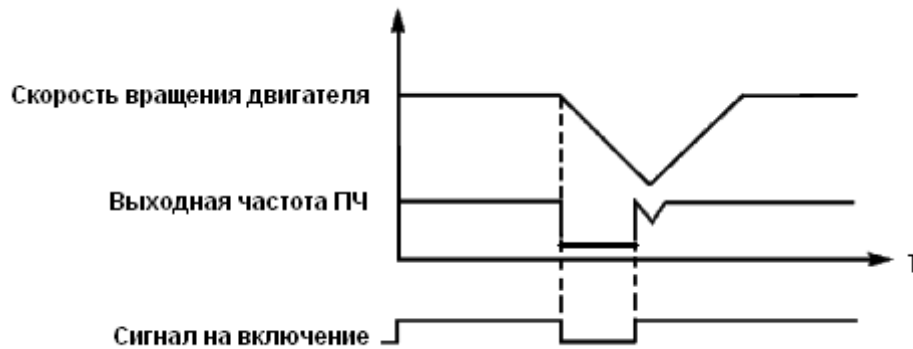 Скорость вращения двигателя
Выходная частота ПЧ
T
Сигнал на включение